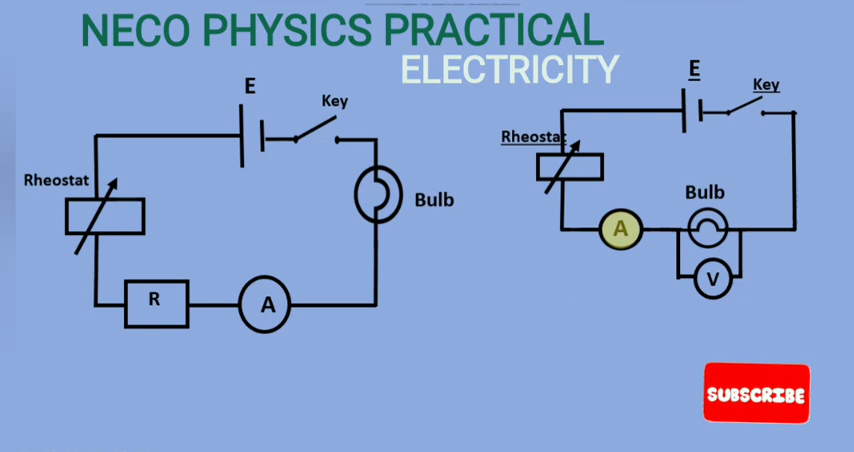 NECO PHYSICS PRACTICAL
ELECTRICITY
E
Key
Rheostat
Bulb
R
A
E
Key
Rheostat
Bulb
A
V
SUBSCRIBE